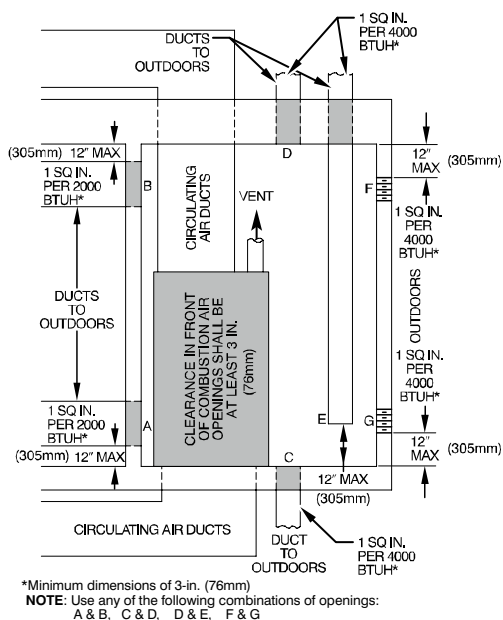 DUCTS
TO
OUTDOORS
1 SQ IN.
PER 4000
BTUH*
(305mm)
12" MAX
1 SQ IN.
PER 2000
BTUH*
B
D
CIRCULATING
AIR DUCTS
VENT
12"
MAX
(305mm)
F
1 SQ IN.
PER
4000
BTUH*
DUCTS
TO
OUTDOORS
CLEARANCE IN FRONT
OF COMBUSTION AIR
OPENINGS SHALL BE
AT LEAST 3 IN.
(76mm)
OUTDOORS
1 SQ IN.
PER
4000
BTUH*
1 SQ IN.
PER 2000
BTUH*
A
E
G
(305mm)
12" MAX
C
12"
MAX
(305mm)
12" MAX
(305mm)
CIRCULATING AIR DUCTS
DUCT
TO
OUTDOORS
1 SQ IN.
PER 4000
BTUH*
*Minimum dimensions of 3-in. (76mm)
NOTE: Use any of the following combinations of openings:
A & B, C & D, D & E, F & G